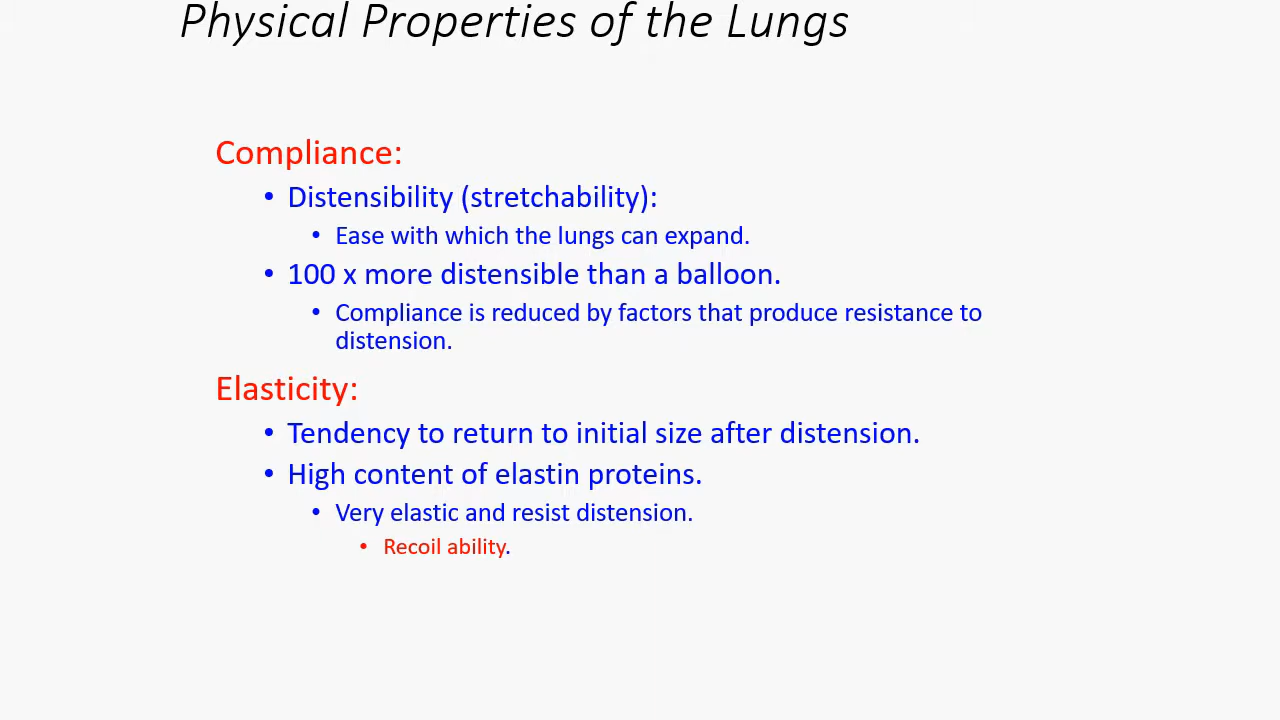 Physical Properties of the Lungs
Compliance:
• Distensibility (stretchability):
• Ease with which the lungs can expand.
• 100 x more distensible than a balloon.
• Compliance is reduced by factors that produce resistance to
distension.
Elasticity:
• Tendency to return to initial size after distension.
• High content of elastin proteins.
• Very elastic and resist distension.
• Recoil ability.